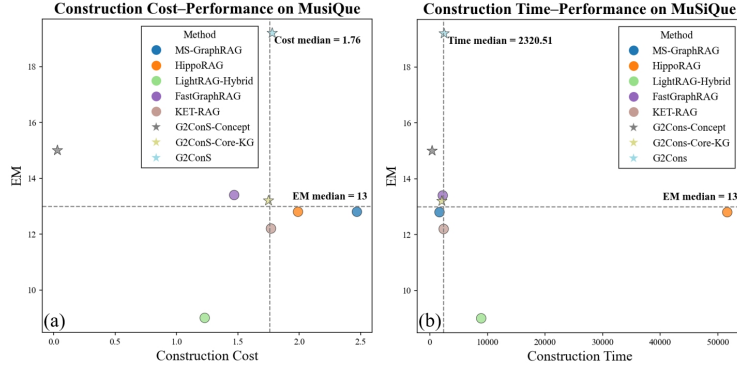 Construction Cost–Performance on MusiQue
Method
MS-GraphRAG
HippoRAG
LightRAG-Hybrid
FastGraphRAG
KET-RAG
G2ConS-Concept
G2ConS-Core-KG
G2ConS
Cost median = 1.76
EM median = 13
EM
18
16
14
12
10
0.0
0.5
1.0
1.5
2.0
2.5
Construction Cost
(a)
Construction Time–Performance on MuSiQue
Method
MS-GraphRAG
HippoRAG
LightRAG-Hybrid
FastGraphRAG
KET-RAG
G2Cons-Concept
G2Cons-Core-KG
G2Cons
Time median = 2320.51
EM median = 13
EM
18
16
14
12
10
0
10000
20000
30000
40000
50000
Construction Time
(b)